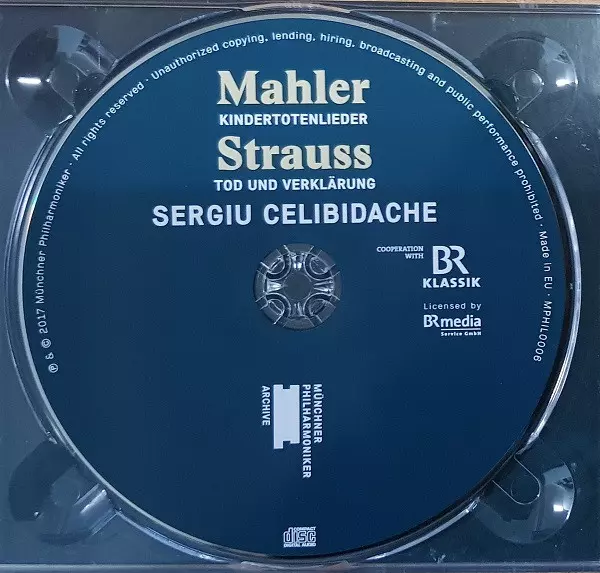 ℗ & © 2017 Münchner Philharmoniker · All rights reserved · Unauthorized copying, lending, hiring, broadcasting and public performance prohibited · Made in EU · MPHIL0006
Mahler
KINDERTOTENLIEDER
Strauss
TOD UND VERKLÄRUNG
SERGIU CELIBIDACHE
COOPERATION
WITH
BR
KLASSIK
Licensed by
BRmedia
Service GmbH
MÜNCHNER
PHILHARMONIKER
ARCHIVE
COMPACT
disc
DIGITAL AUDIO